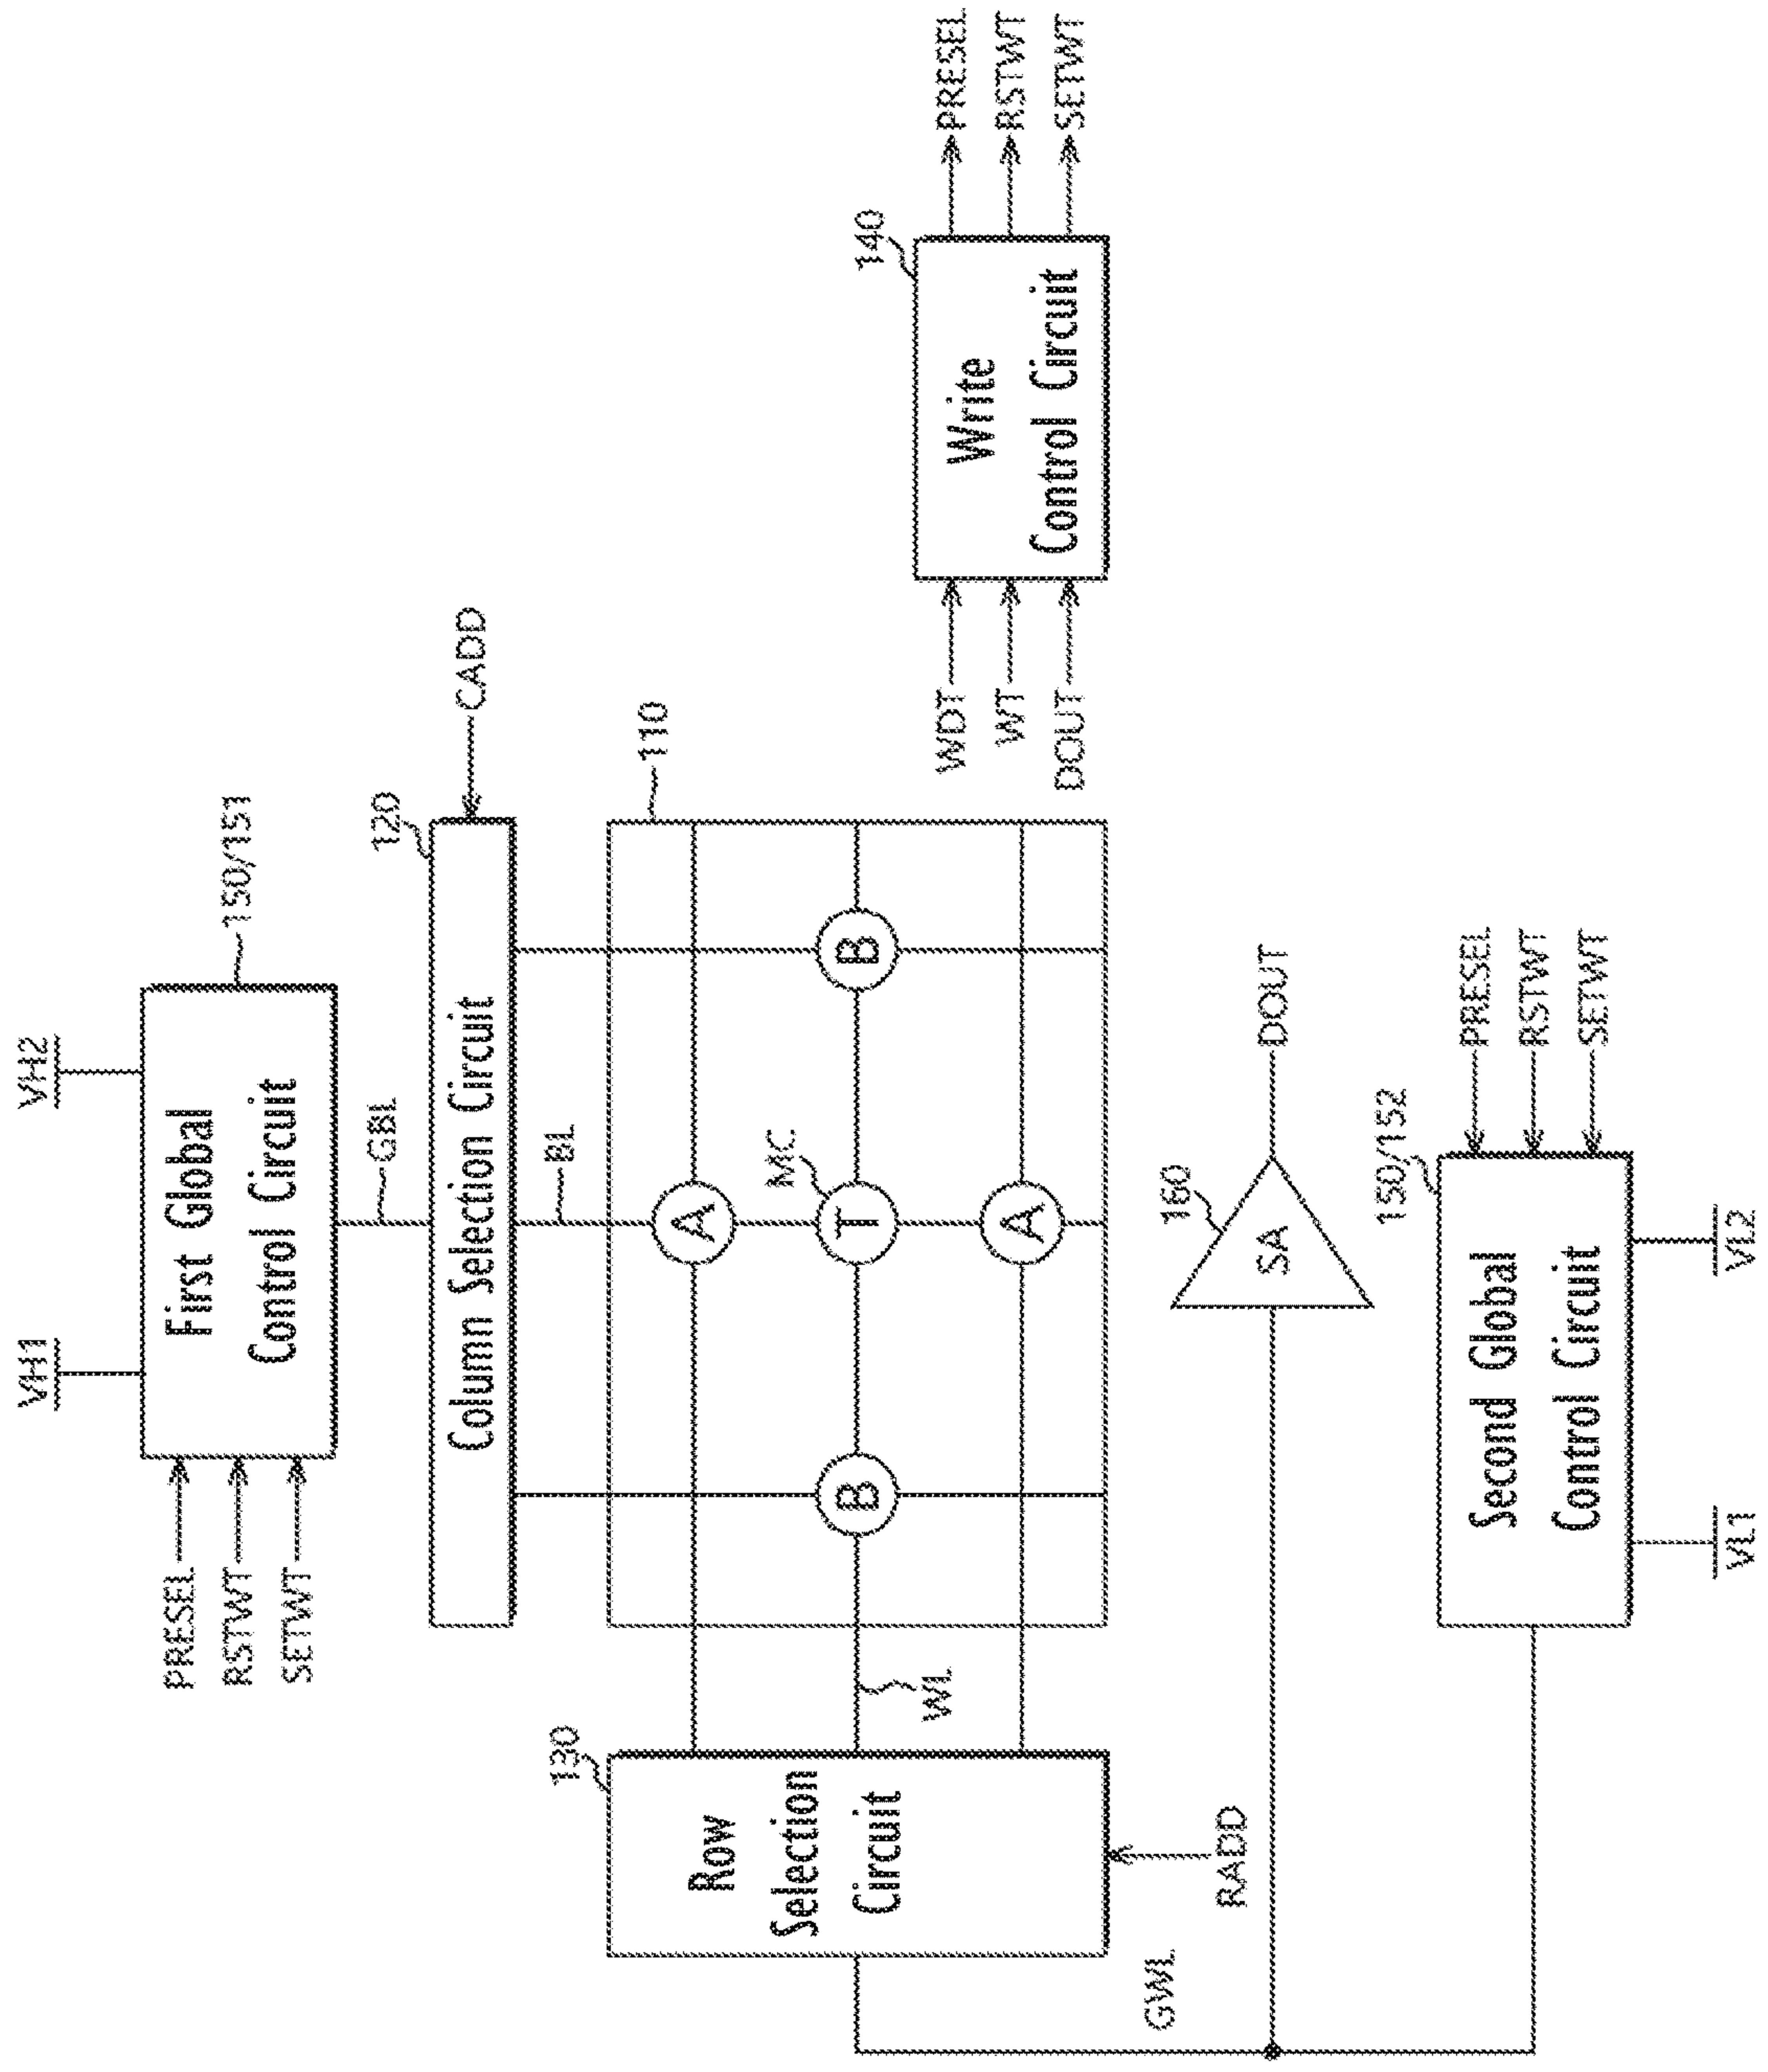 VH1
VH2
PRESEL
RSTWT
SETWT
First Global
Control Circuit
150/151
GBL
120
Column Selection Circuit
CADD
BL
130
Row
Selection
Circuit
RADD
WL
110
A
B
T
MC
B
A
140
WDT
WT
DOUT
Write
Control Circuit
PRESEL
RSTWT
SETWT
GWL
160
SA
DOUT
150/152
Second Global
Control Circuit
PRESEL
RSTWT
SETWT
VL1
VL2